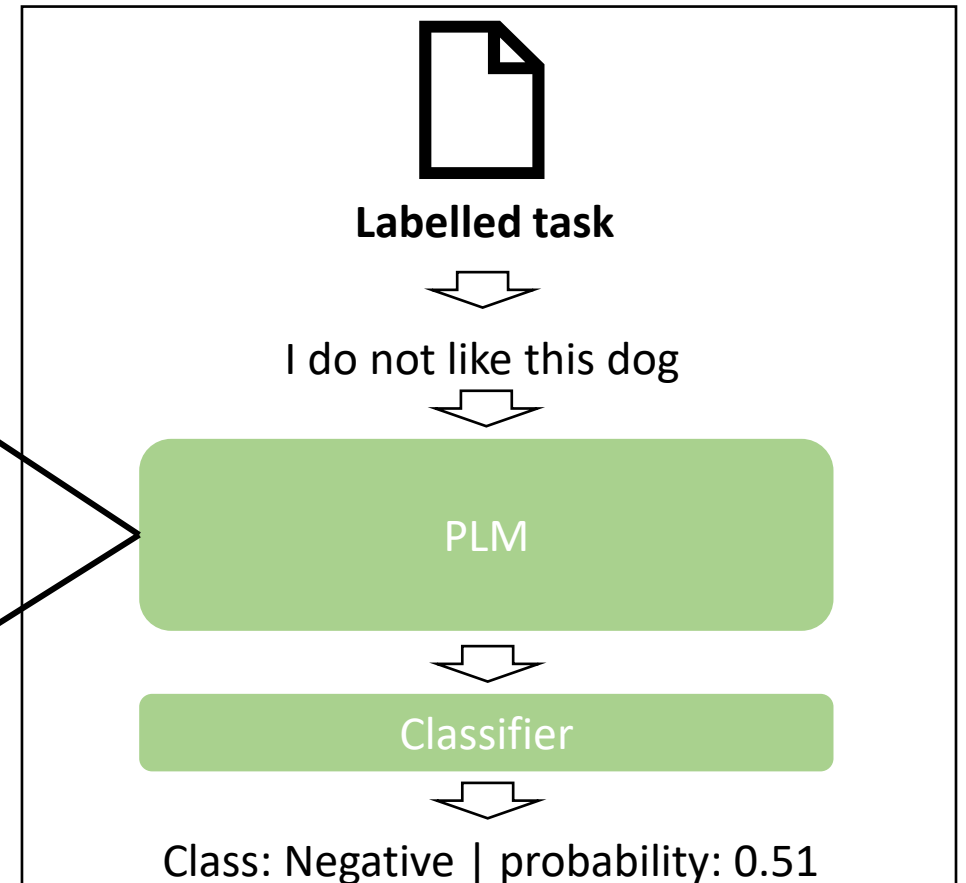 Labelled task
I do not like this dog
PLM
Classifier
Class: Negative | probability: 0.51